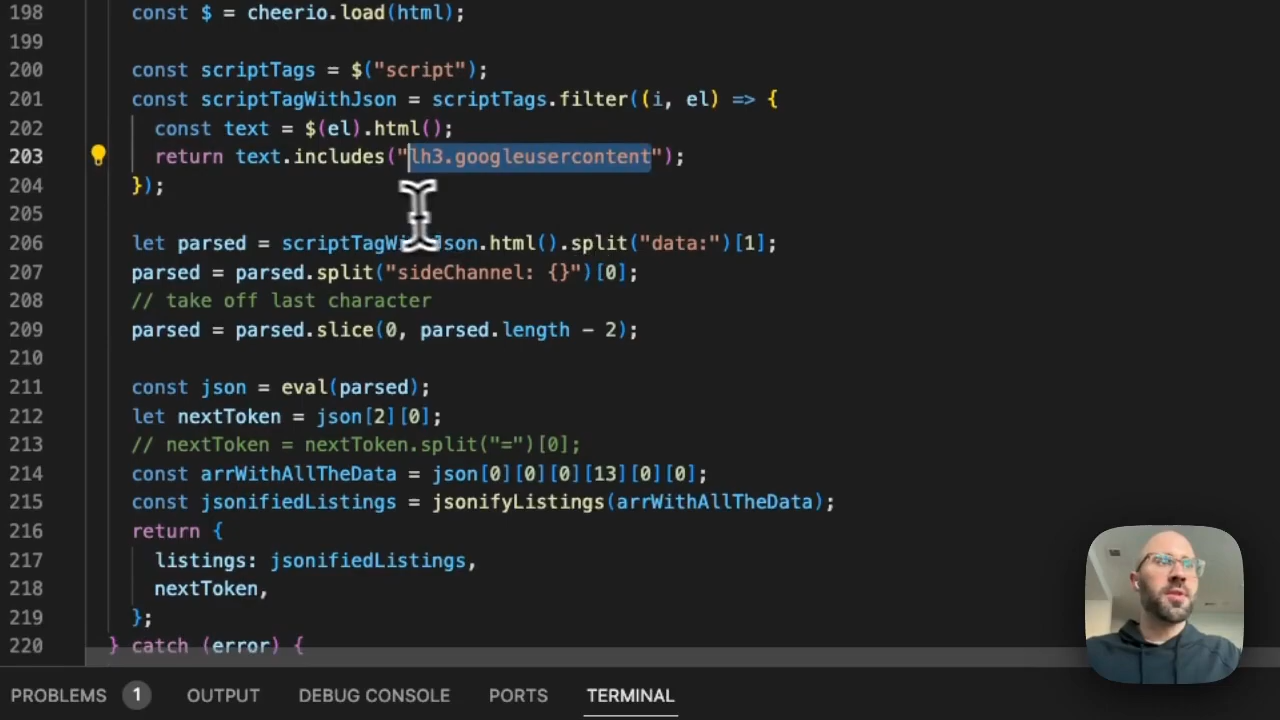 198 const $ = cheerio.load(html);
199
200 const scriptTags = $("script");
201 const scriptTagWithJson = scriptTags.filter((i, el) => {
202 const text = $(el).html();
203 return text.includes("lh3.googleusercontent");
204 });
205
206 let parsed = scriptTagWithJson.html().split("data:")[1];
207 parsed = parsed.split("sideChannel: {}")[0];
208 // take off last character
209 parsed = parsed.slice(0, parsed.length - 2);
210
211 const json = eval(parsed);
212 let nextToken = json[2][0];
213 // nextToken = nextToken.split("=")[0];
214 const arrWithAllTheData = json[0][0][0][13][0][0];
215 const jsonifiedListings = jsonifyListings(arrWithAllTheData);
216 return {
217 listings: jsonifiedListings,
218 nextToken,
219 };
220 } catch (error) {
PROBLEMS 1 OUTPUT DEBUG CONSOLE PORTS TERMINAL